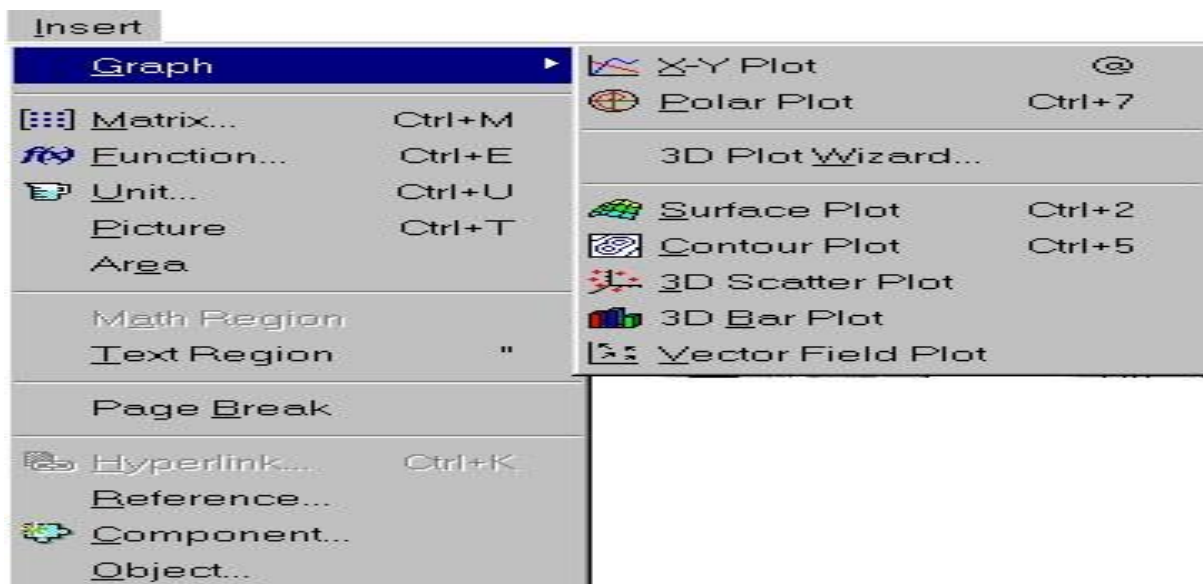 Insert
Graph
Matrix... Ctrl+M
Function... Ctrl+E
Unit... Ctrl+U
Picture Ctrl+T
Area
Math Region
Text Region "
Page Break
Hyperlink... Ctrl+K
Reference...
Component...
Object...
X-Y Plot @
Polar Plot Ctrl+7
3D Plot Wizard...
Surface Plot Ctrl+2
Contour Plot Ctrl+5
3D Scatter Plot
3D Bar Plot
Vector Field Plot